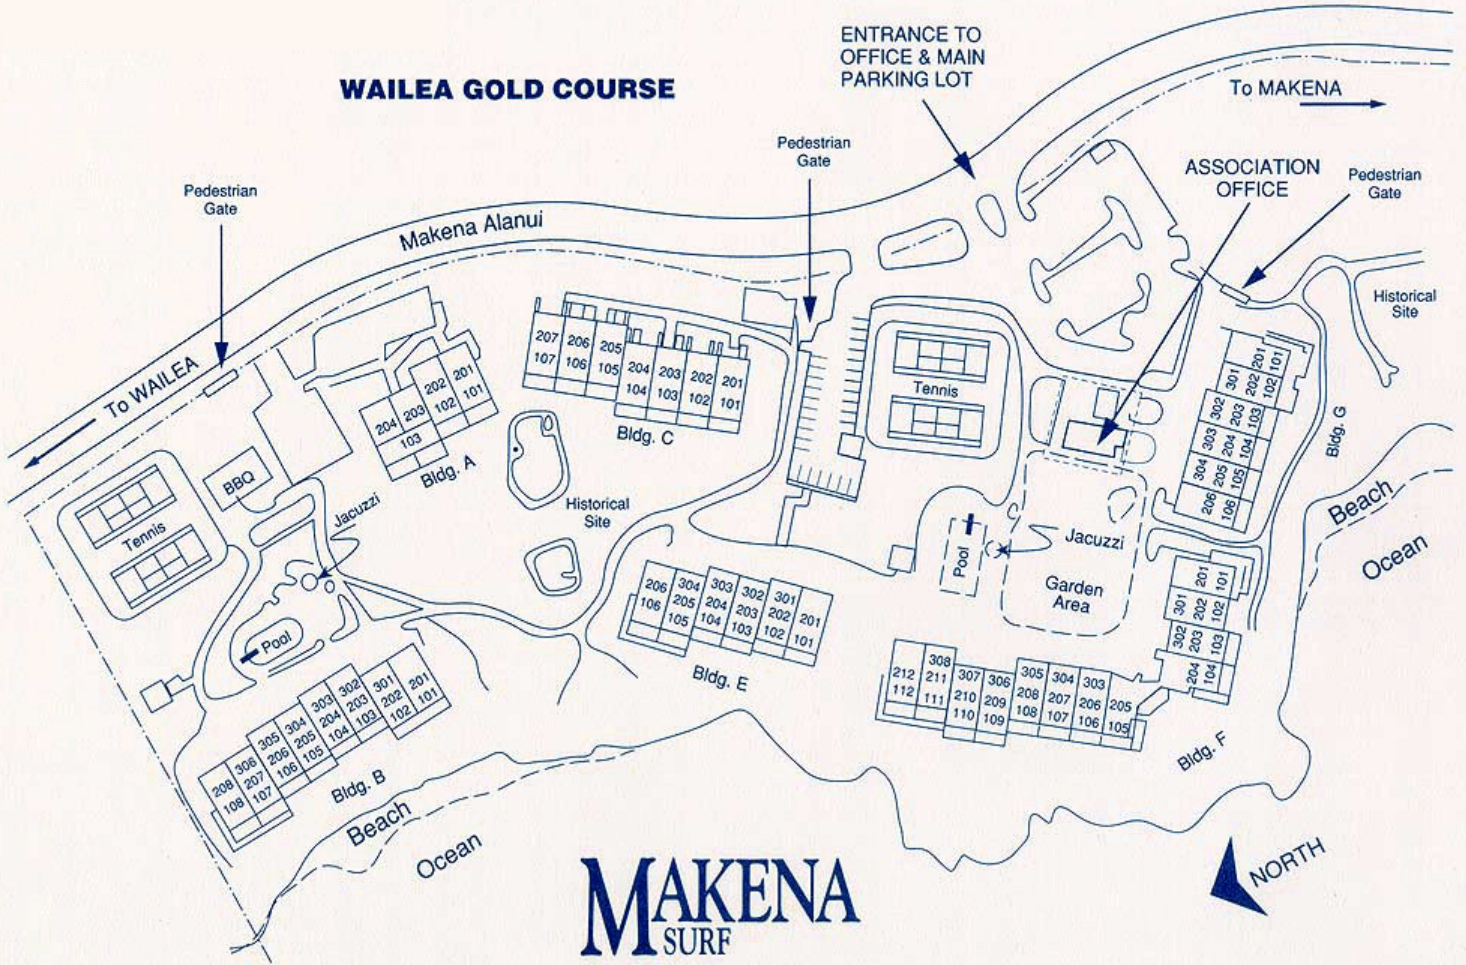 WAILEA GOLD COURSE
ENTRANCE TO
OFFICE & MAIN
PARKING LOT
To MAKENA
Pedestrian
Gate
Pedestrian
Gate
ASSOCIATION
OFFICE
Pedestrian
Gate
Makena Alanui
To WAILEA
Historical
Site
207 206 205 204 203 202 201
107 106 105 104 103 102 101
Bldg. C
204 203 202 201
103 102 101
Bldg. A
Tennis
BBQ
Jacuzzi
Tennis
Pool
Historical
Site
301 201
302 202 101
303 203 102
304 204 103
205 104
206 105
106
Bldg. G
Beach
Ocean
Pool
Jacuzzi
Garden
Area
304 303 302 301
206 205 204 203 202 201
106 105 104 103 102 101
Bldg. E
201 101
301 202 102
302 203 103
204 104
308 307 306 305 304 303
212 211 210 209 208 207 206 205
112 111 110 109 108 107 106 105
Bldg. F
306 305 304 303 302 301
208 207 206 205 204 203 202 201
108 107 106 105 104 103 102 101
Bldg. B
Beach
Ocean
NORTH
MAKENA
SURF